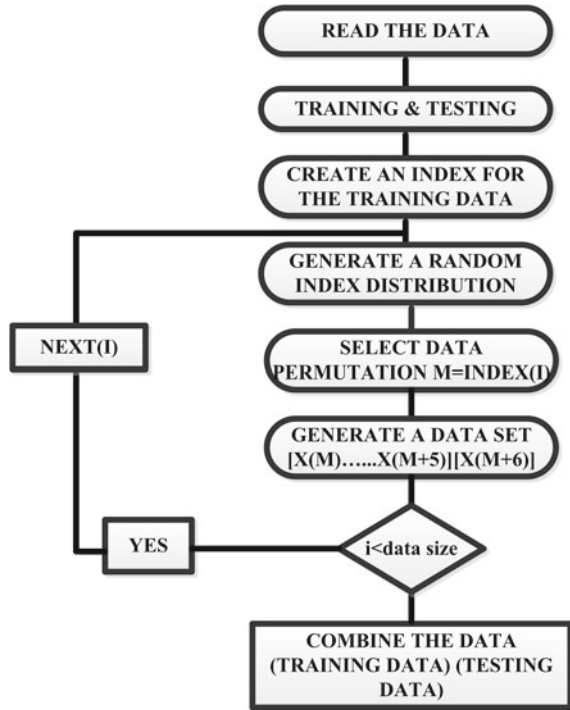 READ THE DATA
TRAINING & TESTING
CREATE AN INDEX FOR
THE TRAINING DATA
GENERATE A RANDOM
INDEX DISTRIBUTION
NEXT(I)
SELECT DATA
PERMUTATION M=INDEX(I)
GENERATE A DATA SET
[X(M)…...X(M+5)][X(M+6)]
YES
i<data size
COMBINE THE DATA
(TRAINING DATA) (TESTING
DATA)